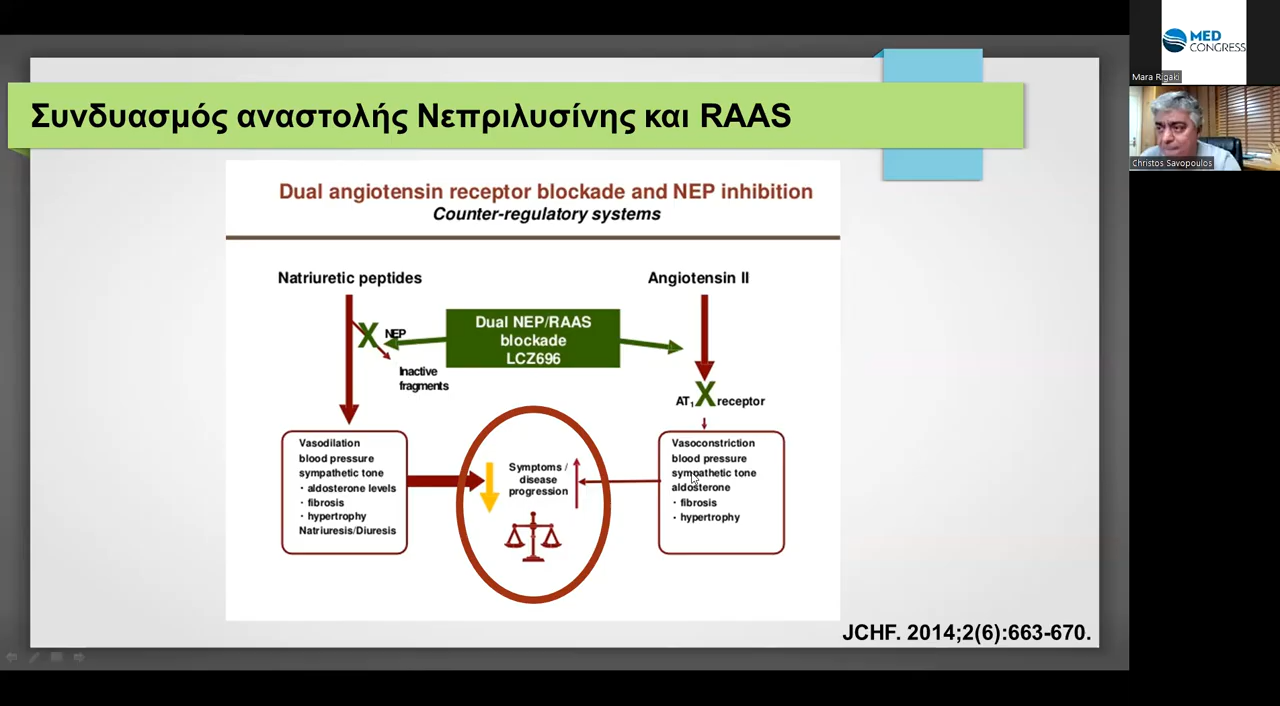 Συνδυασμός αναστολής Νεπριλυσίνης και RAAS
Dual angiotensin receptor blockade and NEP inhibition
Counter-regulatory systems
Natriuretic peptides
Angiotensin II
NEP
Dual NEP/RAAS
blockade
LCZ696
Inactive
fragments
AT1 X receptor
X
Vasodilation
blood pressure
sympathetic tone
· aldosterone levels
· fibrosis
· hypertrophy
Natriuresis/Diuresis
Symptoms /
disease
progression
Vasoconstriction
blood pressure
sympathetic tone
aldosterone
· fibrosis
· hypertrophy
JCHF. 2014;2(6):663-670.
MED
CONGRESS
Mara Rigaki
Christos Savopoulos